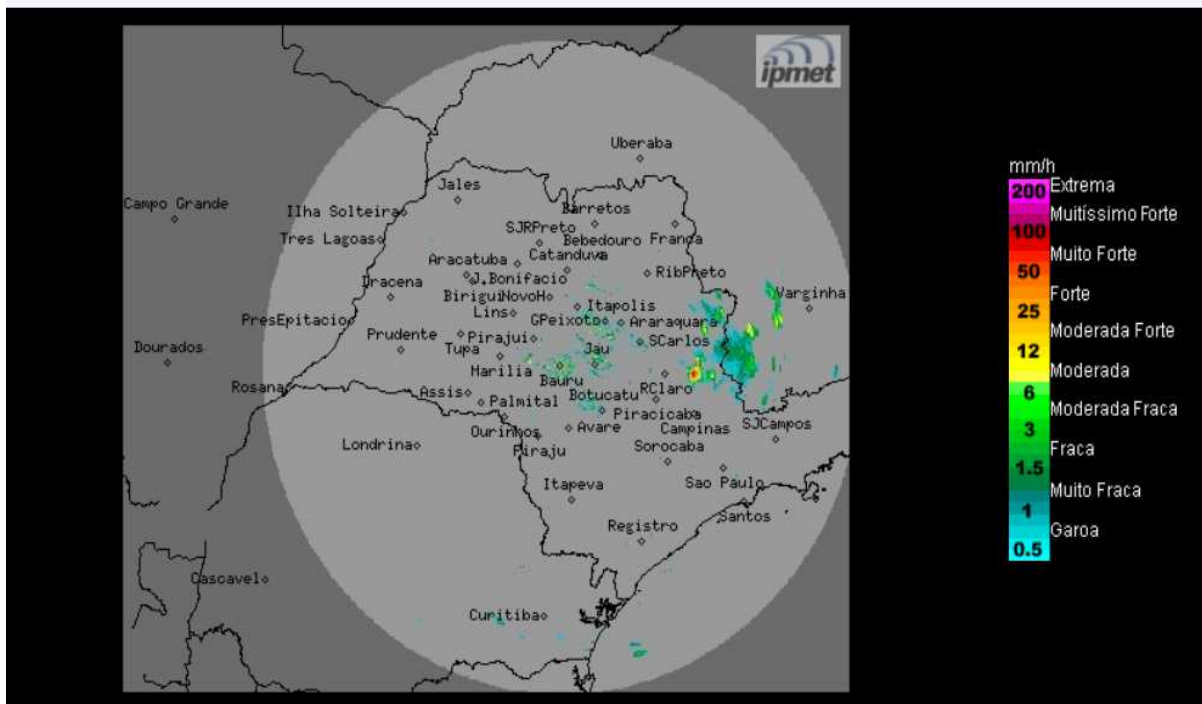 ipmet
Uberaba
Jales
Campo Grande
Ilha Solteira
Barretos
SJRPreto
Tres Lagoas
Bebedouro
Franca
Catanduva
Aracatuba
RibPreto
J.Bonifacio
Dracena
Birigui
NovoH
Varginha
Itapolis
Lins
PresEpitacio
GPeixoto
Araraquara
Prudente
Pirajui
SCarlos
Dourados
Tupa
Jau
Marilia
Bauru
Rosana
RClaro
Assis
Botucatu
Palmital
Piracicaba
Ourinhos
Avare
Campinas
SJCampos
Londrina
Piraju
Sorocaba
Itapeva
Sao Paulo
Santos
Registro
Cascavel
Curitiba
mm/h
200 Extrema
Muitíssimo Forte
100
Muito Forte
50
Forte
25
Moderada Forte
12
Moderada
6
Moderada Fraca
3
Fraca
1.5
Muito Fraca
1
Garoa
0.5